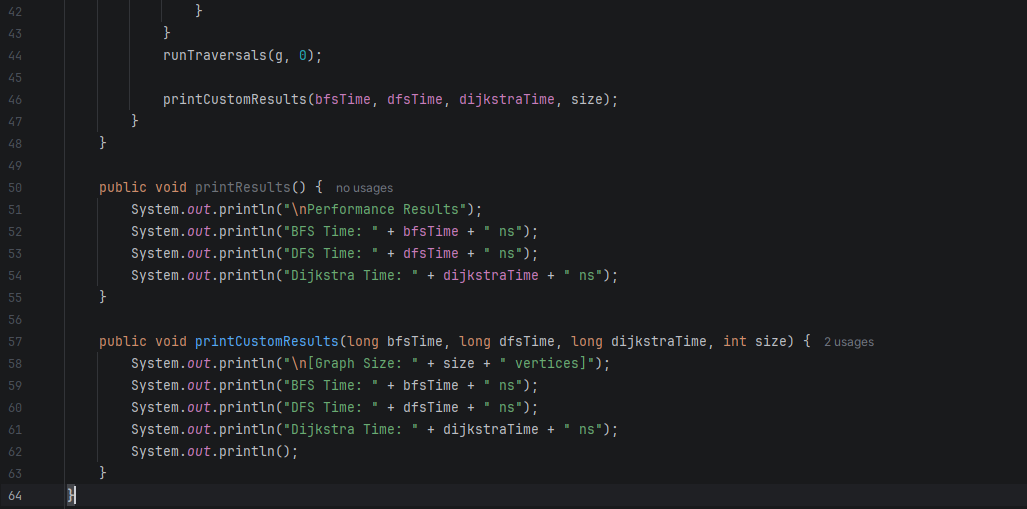 42 }
43 }
44 runTraversals(g, 0);
45
46 printCustomResults(bfsTime, dfsTime, dijkstraTime, size);
47 }
48 }
49
50 public void printResults() { no usages
51 System.out.println("\nPerformance Results");
52 System.out.println("BFS Time: " + bfsTime + " ns");
53 System.out.println("DFS Time: " + dfsTime + " ns");
54 System.out.println("Dijkstra Time: " + dijkstraTime + " ns");
55 }
56
57 public void printCustomResults(long bfsTime, long dfsTime, long dijkstraTime, int size) { 2 usages
58 System.out.println("\n[Graph Size: " + size + " vertices]");
59 System.out.println("BFS Time: " + bfsTime + " ns");
60 System.out.println("DFS Time: " + dfsTime + " ns");
61 System.out.println("Dijkstra Time: " + dijkstraTime + " ns");
62 System.out.println();
63 }
64 }